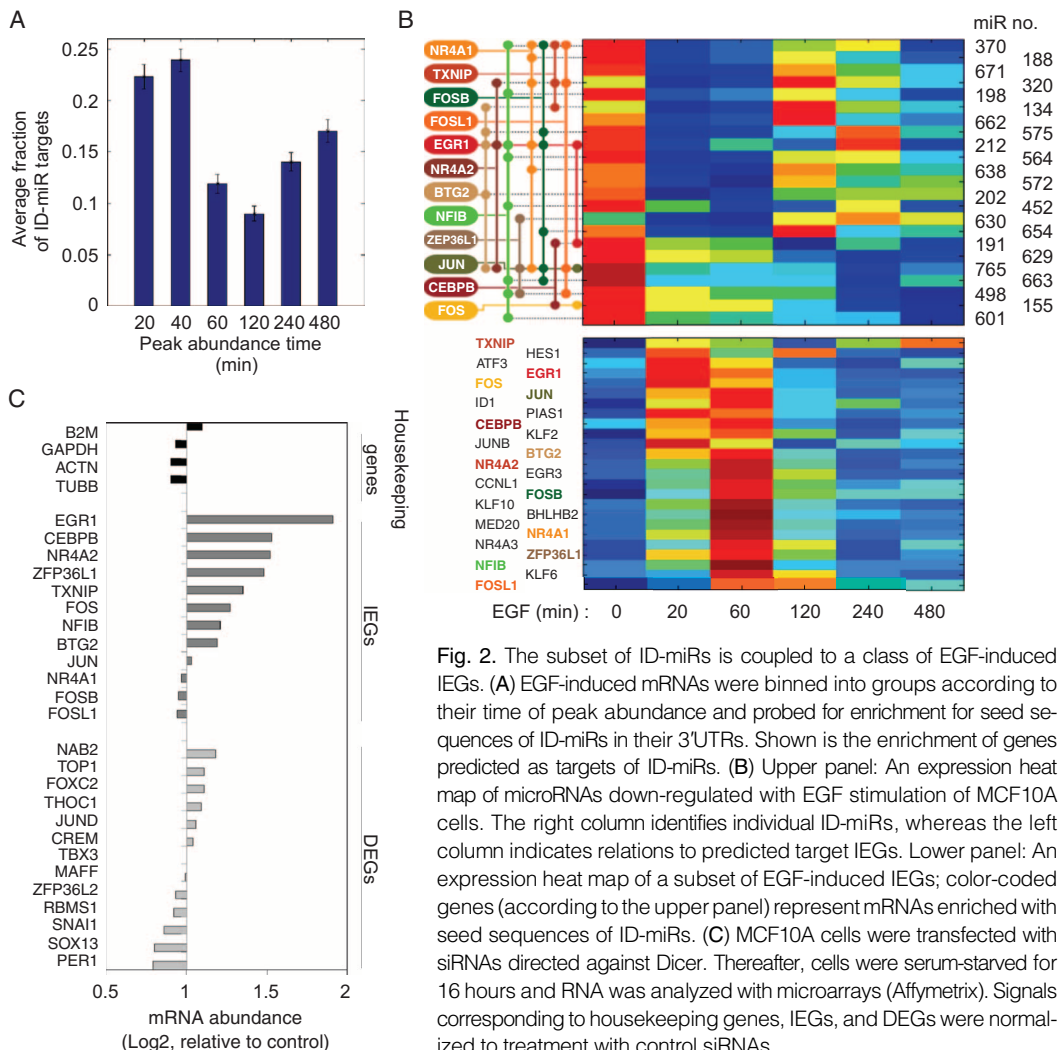 A
0.25
0.2
0.15
0.1
0.05
0
Average fraction
of ID-miR targets
20 40 60 120 240 480
Peak abundance time
(min)
B
miR no.
NR4A1
TXNIP
FOSB
FOSL1
EGR1
NR4A2
BTG2
NFIB
ZEP36L1
JUN
CEBPB
FOS
370
188
671
320
198
134
662
575
212
564
638
572
202
452
630
654
191
629
765
663
498
155
601
TXNIP
HES1
ATF3
EGR1
FOS
JUN
ID1
PIAS1
CEBPB
KLF2
JUNB
BTG2
NR4A2
EGR3
CCNL1
FOSB
KLF10
BHLHB2
MED20
NR4A1
NR4A3
ZFP36L1
NFIB
KLF6
FOSL1
EGF (min) : 0 20 60 120 240 480
C
Housekeeping
genes
B2M
GAPDH
ACTN
TUBB
IEGs
EGR1
CEBPB
NR4A2
ZFP36L1
TXNIP
FOS
NFIB
BTG2
JUN
NR4A1
FOSB
FOSL1
DEGs
NAB2
TOP1
FOXC2
THOC1
JUND
CREM
TBX3
MAFF
ZFP36L2
RBMS1
SNAI1
SOX13
PER1
0.5 1 1.5 2
mRNA abundance
(Log2, relative to control)
Fig. 2. The subset of ID-miRs is coupled to a class of EGF-induced
IEGs. (A) EGF-induced mRNAs were binned into groups according to
their time of peak abundance and probed for enrichment for seed se-
quences of ID-miRs in their 3′UTRs. Shown is the enrichment of genes
predicted as targets of ID-miRs. (B) Upper panel: An expression heat
map of microRNAs down-regulated with EGF stimulation of MCF10A
cells. The right column identifies individual ID-miRs, whereas the left
column indicates relations to predicted target IEGs. Lower panel: An
expression heat map of a subset of EGF-induced IEGs; color-coded
genes (according to the upper panel) represent mRNAs enriched with
seed sequences of ID-miRs. (C) MCF10A cells were transfected with
siRNAs directed against Dicer. Thereafter, cells were serum-starved for
16 hours and RNA was analyzed with microarrays (Affymetrix). Signals
corresponding to housekeeping genes, IEGs, and DEGs were normal-
ized to treatment with control siRNAs.